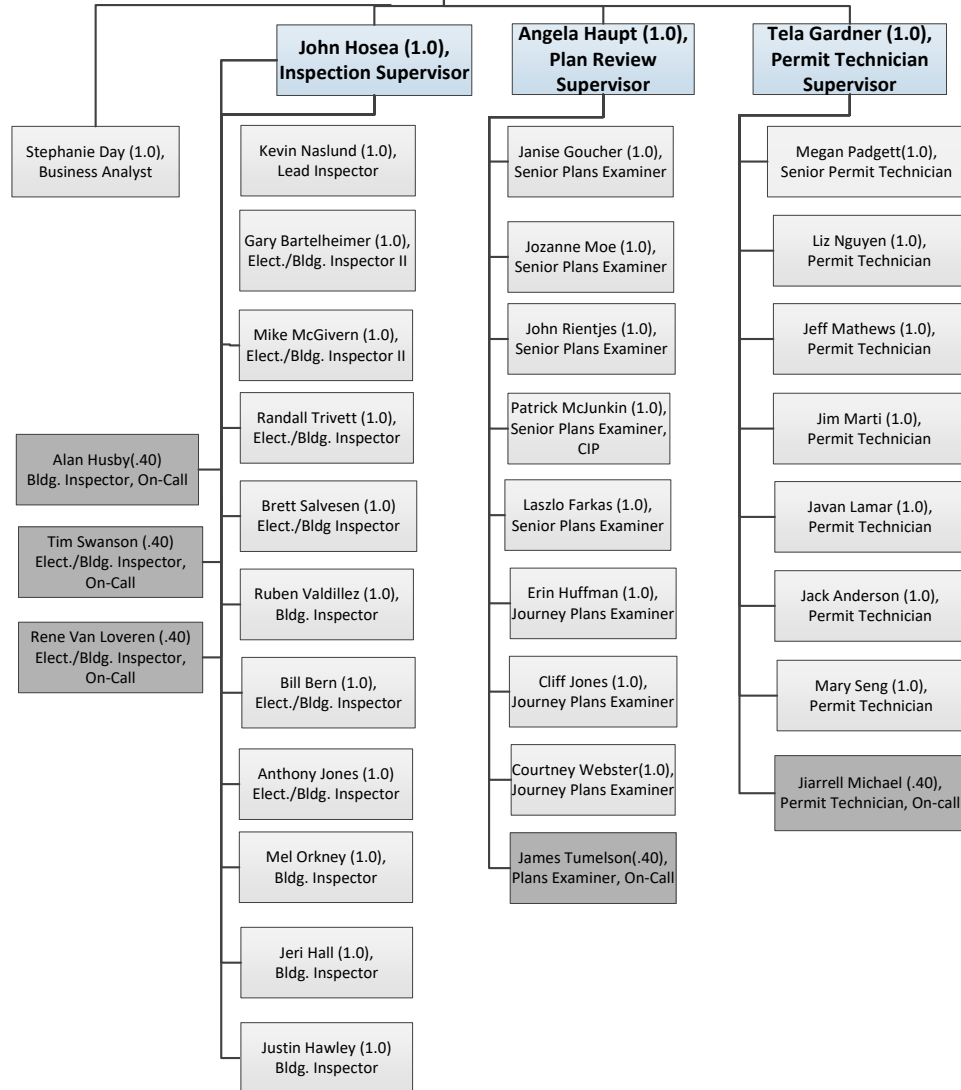 John Hosea (1.0),
Inspection Supervisor
Angela Haupt (1.0),
Plan Review
Supervisor
Tela Gardner (1.0),
Permit Technician
Supervisor
Stephanie Day (1.0),
Business Analyst
Kevin Naslund (1.0),
Lead Inspector
Gary Bartelheimer (1.0),
Elect./Bldg. Inspector II
Mike McGivern (1.0),
Elect./Bldg. Inspector II
Randall Trivett (1.0),
Elect./Bldg. Inspector
Alan Husby(.40)
Bldg. Inspector, On-Call
Brett Salvesen (1.0)
Elect./Bldg Inspector
Tim Swanson (.40)
Elect./Bldg. Inspector,
On-Call
Ruben Valdillez (1.0),
Bldg. Inspector
Rene Van Loveren (.40)
Elect./Bldg. Inspector,
On-Call
Bill Bern (1.0),
Elect./Bldg. Inspector
Anthony Jones (1.0)
Elect./Bldg. Inspector
Mel Orkney (1.0),
Bldg. Inspector
Jeri Hall (1.0),
Bldg. Inspector
Justin Hawley (1.0)
Bldg. Inspector
Janise Goucher (1.0),
Senior Plans Examiner
Jozanne Moe (1.0),
Senior Plans Examiner
John Rientjes (1.0),
Senior Plans Examiner
Patrick McJunkin (1.0),
Senior Plans Examiner,
CIP
Laszlo Farkas (1.0),
Senior Plans Examiner
Erin Huffman (1.0),
Journey Plans Examiner
Cliff Jones (1.0),
Journey Plans Examiner
Courtney Webster(1.0),
Journey Plans Examiner
James Tumelson(.40),
Plans Examiner, On-Call
Megan Padgett(1.0),
Senior Permit Technician
Liz Nguyen (1.0),
Permit Technician
Jeff Mathews (1.0),
Permit Technician
Jim Marti (1.0),
Permit Technician
Javan Lamar (1.0),
Permit Technician
Jack Anderson (1.0),
Permit Technician
Mary Seng (1.0),
Permit Technician
Jiarrell Michael (.40),
Permit Technician, On-call